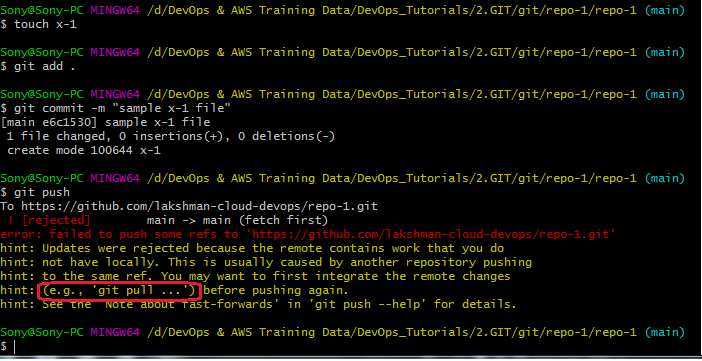 Sony@Sony-PC MINGW64 /d/DevOps & AWS Training Data/DevOps_Tutorials/2.GIT/git/repo-1/repo-1 (main)
$ touch x-1
Sony@Sony-PC MINGW64 /d/DevOps & AWS Training Data/DevOps_Tutorials/2.GIT/git/repo-1/repo-1 (main)
$ git add .
Sony@Sony-PC MINGW64 /d/DevOps & AWS Training Data/DevOps_Tutorials/2.GIT/git/repo-1/repo-1 (main)
$ git commit -m "sample x-1 file"
[main e6c1530] sample x-1 file
1 file changed, 0 insertions(+), 0 deletions(-)
create mode 100644 x-1
Sony@Sony-PC MINGW64 /d/DevOps & AWS Training Data/DevOps_Tutorials/2.GIT/git/repo-1/repo-1 (main)
$ git push
To https://github.com/lakshman-cloud-devops/repo-1.git
! [rejected]        main -> main (fetch first)
error: failed to push some refs to 'https://github.com/lakshman-cloud-devops/repo-1.git'
hint: Updates were rejected because the remote contains work that you do
hint: not have locally. This is usually caused by another repository pushing
hint: to the same ref. You may want to first integrate the remote changes
hint: (e.g., 'git pull ...') before pushing again.
hint: See the 'Note about fast-forwards' in 'git push --help' for details.
Sony@Sony-PC MINGW64 /d/DevOps & AWS Training Data/DevOps_Tutorials/2.GIT/git/repo-1/repo-1 (main)
$